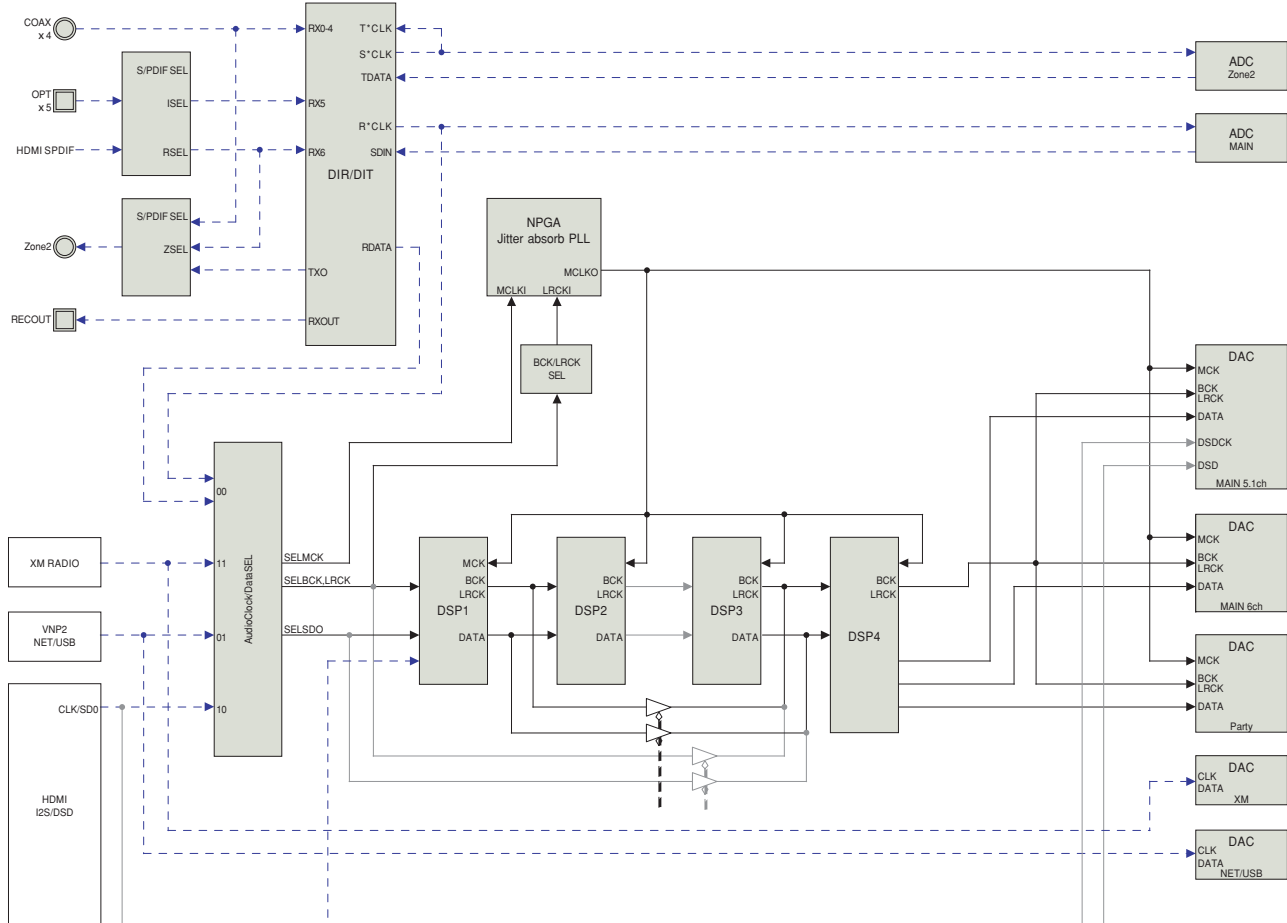 COAX
x 4
RX0-4
T*CLK
S*CLK
TDATA
ADC
Zone2
S/PDIF SEL
ISEL
OPT
x 5
RX5
R*CLK
SDIN
ADC
MAIN
HDMI SPDIF
RSEL
RX6
DIR/DIT
S/PDIF SEL
ZSEL
Zone2
TXO
RDATA
RECOUT
RXOUT
NPGA
Jitter absorb PLL
MCLKO
MCLKI
LRCKI
BCK/LRCK
SEL
DAC
MCK
BCK
LRCK
DATA
DSDCK
DSD
MAIN 5.1ch
AudioClock/DataSEL
00
11
01
10
XM RADIO
VNP2
NET/USB
CLK/SD0
HDMI
I2S/DSD
SELMCK
SELBCK,LRCK
SELSDO
MCK
BCK
LRCK
DSP1
DATA
BCK
LRCK
DSP2
DATA
BCK
LRCK
DSP3
DATA
BCK
LRCK
DSP4
DAC
MCK
BCK
LRCK
DATA
MAIN 6ch
DAC
MCK
BCK
LRCK
DATA
Party
DAC
CLK
DATA
XM
DAC
CLK
DATA
NET/USB